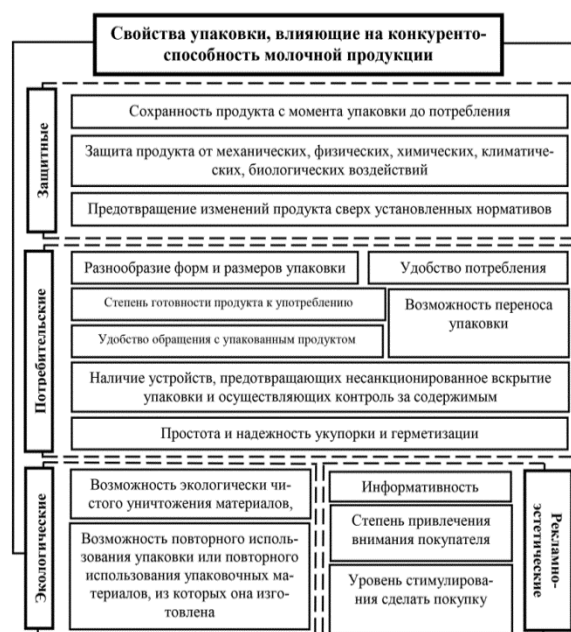 Свойства упаковки, влияющие на конкуренто-
способность молочной продукции
Защитные
Сохранность продукта с момента упаковки до потребления
Защита продукта от механических, физических, химических, климатиче-
ских, биологических воздействий
Предотвращение изменений продукта сверх установленных нормативов
Потребительские
Разнообразие форм и размеров упаковки
Удобство потребления
Степень готовности продукта к употреблению
Возможность переноса
упаковки
Удобство обращения с упакованным продуктом
Наличие устройств, предотвращающих несанкционированное вскрытие
упаковки и осуществляющих контроль за содержимым
Простота и надежность укупорки и герметизации
Экологические
Возможность экологически чи-
стого уничтожения материалов,
Возможность повторного исполь-
зования упаковки или повторного
использования упаковочных ма-
териалов, из которых она изго-
товлена
Информативность
Степень привлечения
внимания покупателя
Уровень стимулирова-
ния сделать покупку
Рекламно-
эстетические